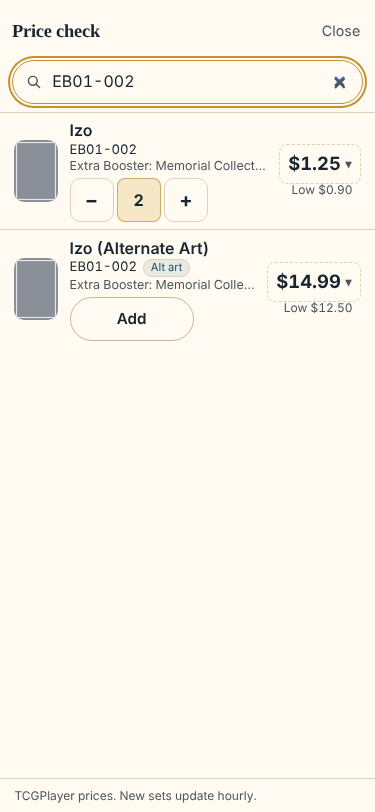 Price check
Close
EB01-002
Izo
EB01-002
Extra Booster: Memorial Collect...
− 2 +
$1.25 ▾
Low $0.90
Izo (Alternate Art)
EB01-002 Alt art
Extra Booster: Memorial Colle...
Add
$14.99 ▾
Low $12.50
TCGPlayer prices. New sets update hourly.